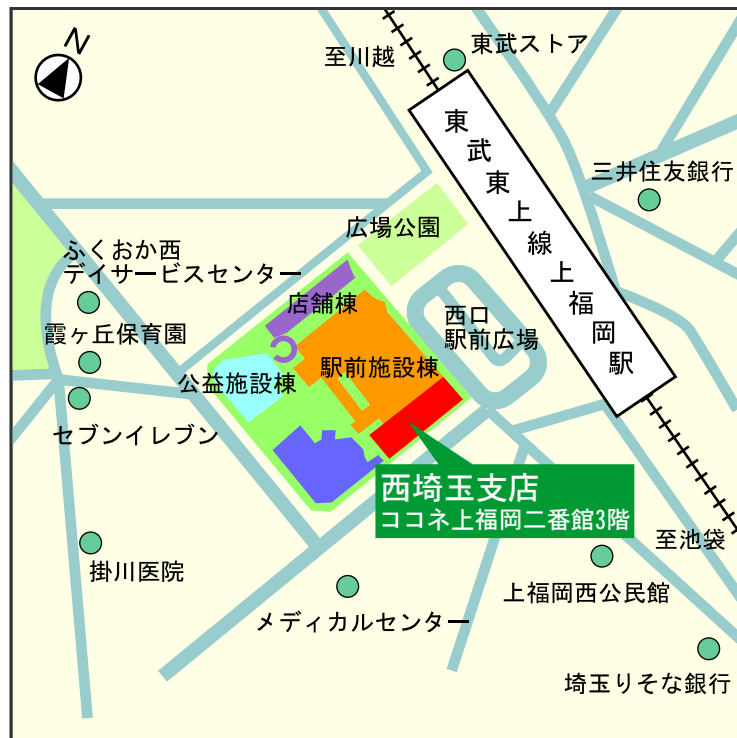 N
至川越
東武ストア
東武東上線上福岡駅
三井住友銀行
広場公園
ふくおか西
デイサービスセンター
店舗棟
西口
駅前広場
霞ヶ丘保育園
駅前施設棟
公益施設棟
セブンイレブン
西埼玉支店
ココネ上福岡二番館3階
至池袋
掛川医院
上福岡西公民館
メディカルセンター
埼玉りそな銀行